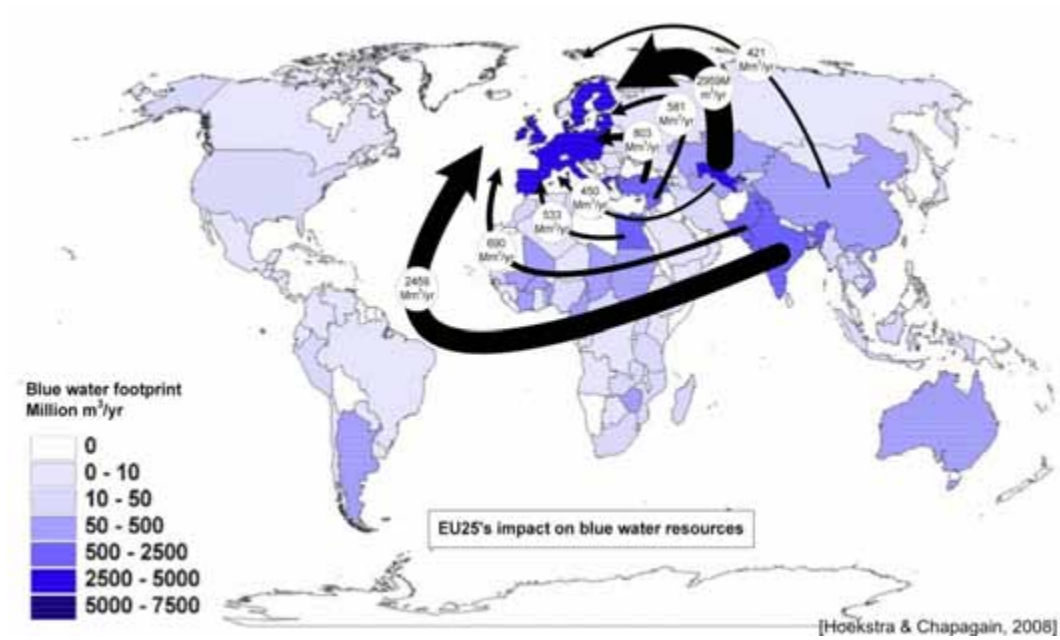 421
Mm³/yr
2959M
m³/yr
581
Mm³/yr
803
Mm³/yr
450
Mm³/yr
533
Mm³/yr
690
Mm³/yr
2459
Mm³/yr
Blue water footprint
Million m³/yr
0
0 - 10
10 - 50
50 - 500
500 - 2500
2500 - 5000
5000 - 7500
EU25's impact on blue water resources
[Hoekstra & Chapagain, 2008]